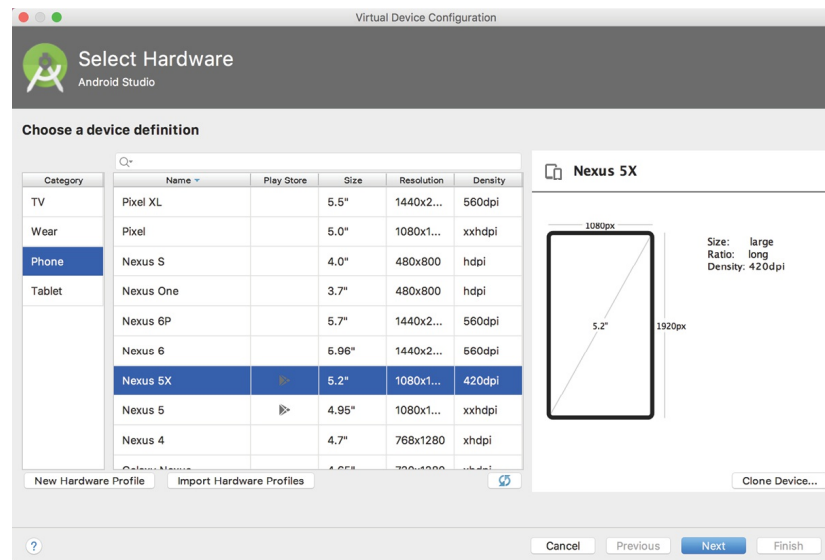 Virtual Device Configuration
Select Hardware
Android Studio
Choose a device definition
Category Name Play Store Size Resolution Density
TV Pixel XL 5.5" 1440x2... 560dpi
Wear Pixel 5.0" 1080x1... xxhdpi
Phone Nexus S 4.0" 480x800 hdpi
Tablet Nexus One 3.7" 480x800 hdpi
Nexus 6P 5.7" 1440x2... 560dpi
Nexus 6 5.96" 1440x2... 560dpi
Nexus 5X 5.2" 1080x1... 420dpi
Nexus 5 4.95" 1080x1... xxhdpi
Nexus 4 4.7" 768x1280 xhdpi
New Hardware Profile Import Hardware Profiles
Nexus 5X
1080px
Size: large
Ratio: long
Density: 420dpi
5.2" 1920px
Clone Device...
? Cancel Previous Next Finish